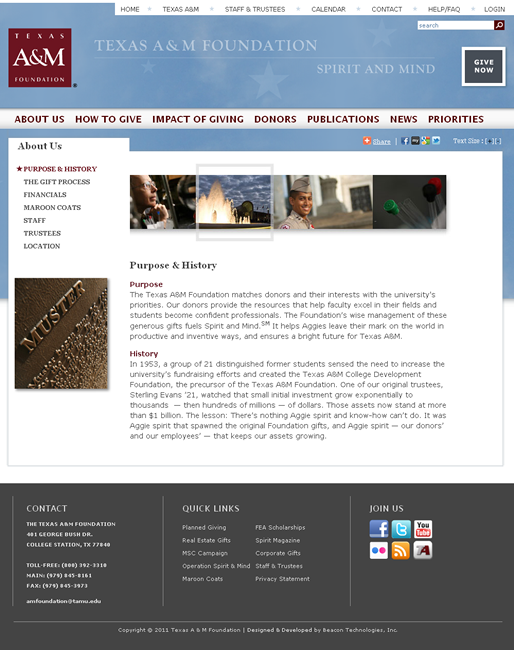 HOME TEXAS A&M STAFF & TRUSTEES CALENDAR CONTACT HELP/FAQ LOGIN
search
TEXAS
A&M
FOUNDATION
TEXAS A&M FOUNDATION
SPIRIT AND MIND
GIVE
NOW
ABOUT US HOW TO GIVE IMPACT OF GIVING DONORS PUBLICATIONS NEWS PRIORITIES
About Us
Share | Text Size :
PURPOSE & HISTORY
THE GIFT PROCESS
FINANCIALS
MAROON COATS
STAFF
TRUSTEES
LOCATION
MUSTER
Purpose & History
Purpose
The Texas A&M Foundation matches donors and their interests with the university's
priorities. Our donors provide the resources that help faculty excel in their fields and
students become confident professionals. The Foundation's wise management of these
generous gifts fuels Spirit and Mind.SM It helps Aggies leave their mark on the world in
productive and inventive ways, and ensures a bright future for Texas A&M.
History
In 1953, a group of 21 distinguished former students sensed the need to increase the
university's fundraising efforts and created the Texas A&M College Development
Foundation, the precursor of the Texas A&M Foundation. One of our original trustees,
Sterling Evans '21, watched that small initial investment grow exponentially to
thousands — then hundreds of millions — of dollars. Those assets now stand at more
than $1 billion. The lesson: There's nothing Aggie spirit and know-how can't do. It was
Aggie spirit that spawned the original Foundation gifts, and Aggie spirit — our donors'
and our employees' — that keeps our assets growing.
CONTACT
THE TEXAS A&M FOUNDATION
401 GEORGE BUSH DR.
COLLEGE STATION, TX 77840
TOLL-FREE: (800) 392-3310
MAIN: (979) 845-8161
FAX: (979) 845-3973
amfoundation@tamu.edu
QUICK LINKS
Planned Giving FEA Scholarships
Real Estate Gifts Spirit Magazine
MSC Campaign Corporate Gifts
Operation Spirit & Mind Staff & Trustees
Maroon Coats Privacy Statement
JOIN US
You
Tube
Copyright © 2011 Texas A & M Foundation | Designed & Developed by Beacon Technologies, Inc.